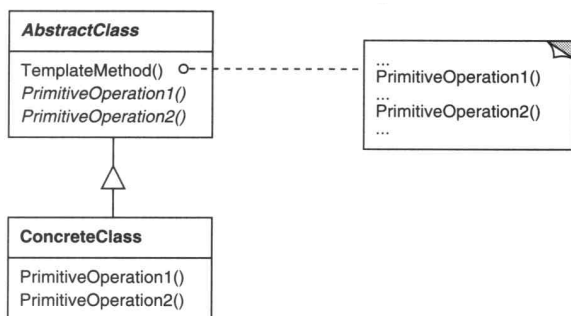 AbstractClass
TemplateMethod()
PrimitiveOperation1()
PrimitiveOperation2()
...
PrimitiveOperation1()
...
PrimitiveOperation2()
...
ConcreteClass
PrimitiveOperation1()
PrimitiveOperation2()